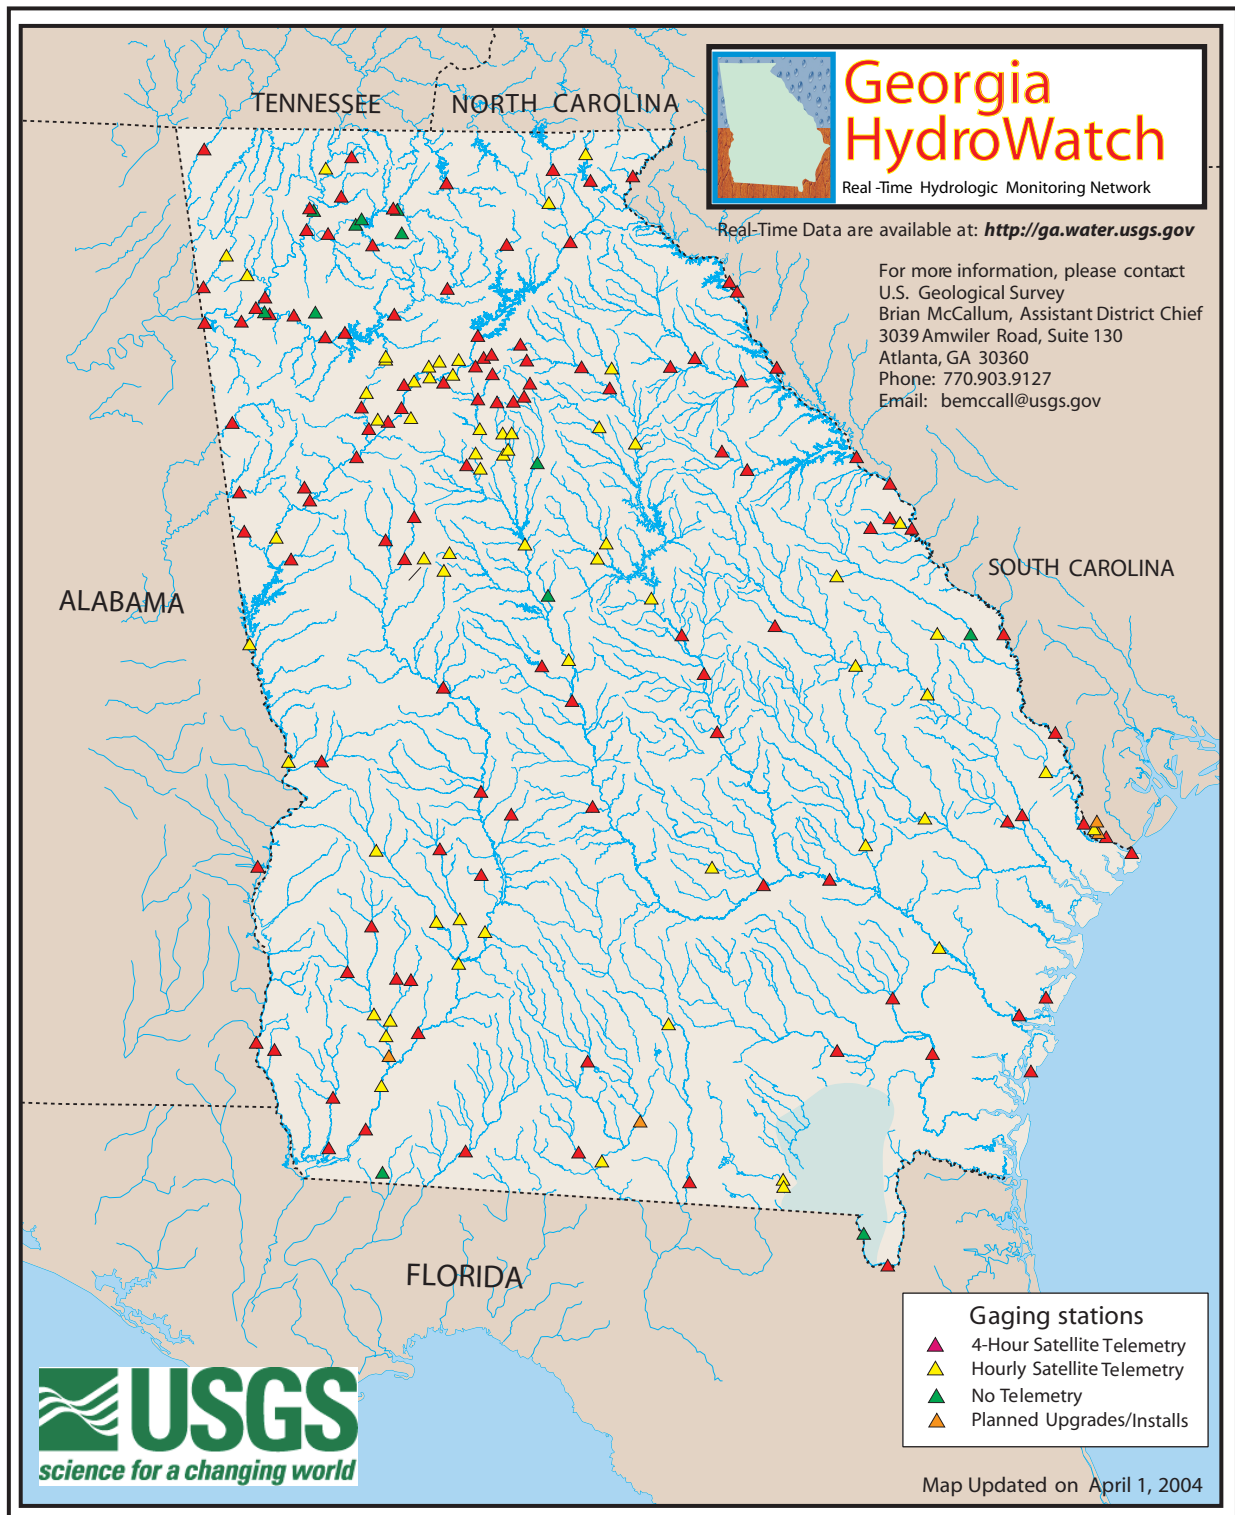 TENNESSEE
NORTH CAROLINA
Georgia
HydroWatch
Real-Time Hydrologic Monitoring Network
Real-Time Data are available at: http://ga.water.usgs.gov
For more information, please contact
U.S. Geological Survey
Brian McCallum, Assistant District Chief
3039 Amwiler Road, Suite 130
Atlanta, GA 30360
Phone: 770.903.9127
Email: bemccall@usgs.gov
SOUTH CAROLINA
ALABAMA
FLORIDA
Gaging stations
4-Hour Satellite Telemetry
Hourly Satellite Telemetry
No Telemetry
Planned Upgrades/Installs
USGS
science for a changing world
Map Updated on April 1, 2004